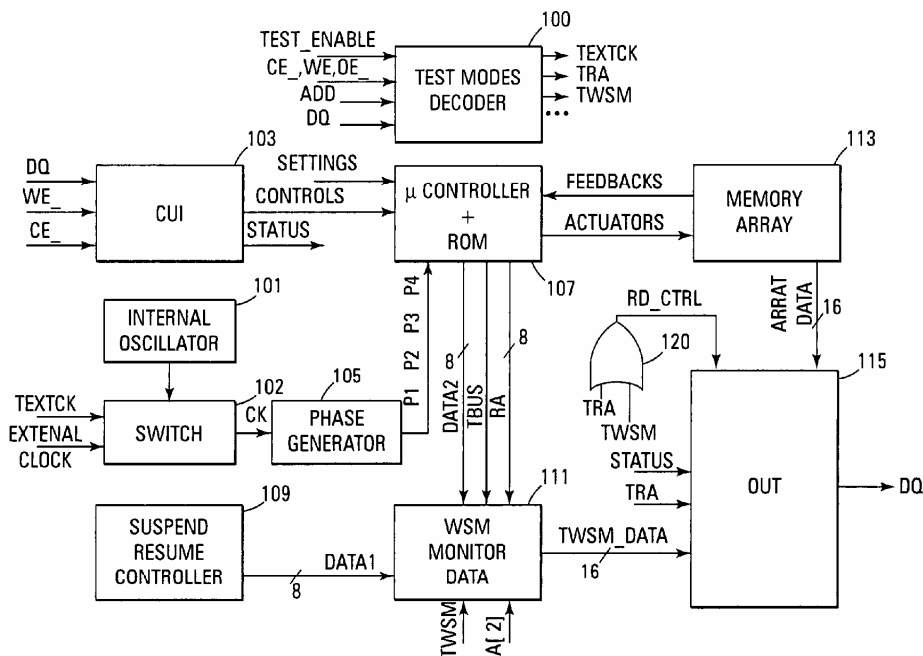 100
TEST_ENABLE
CE_,WE,OE_
ADD
DQ
TEST MODES
DECODER
TEXTCK
TRA
TWSM
...
103
DQ
WE_
CE_
CUI
SETTINGS
CONTROLS
STATUS
μ CONTROLLER
+
ROM
107
FEEDBACKS
ACTUATORS
113
MEMORY
ARRAY
101
INTERNAL
OSCILLATOR
P1 P2 P3 P4
8
DATA2
TBUS
RA
8
RD_CTRL
120
TRA
TWSM
ARRAT
DATA
16
102
TEXTCK
EXTENAL
CLOCK
SWITCH
CK
105
PHASE
GENERATOR
115
STATUS
TRA
OUT
DQ
109
SUSPEND
RESUME
CONTROLLER
DATA1
8
111
WSM
MONITOR
DATA
TWSM_DATA
16
TWSM
A[2]